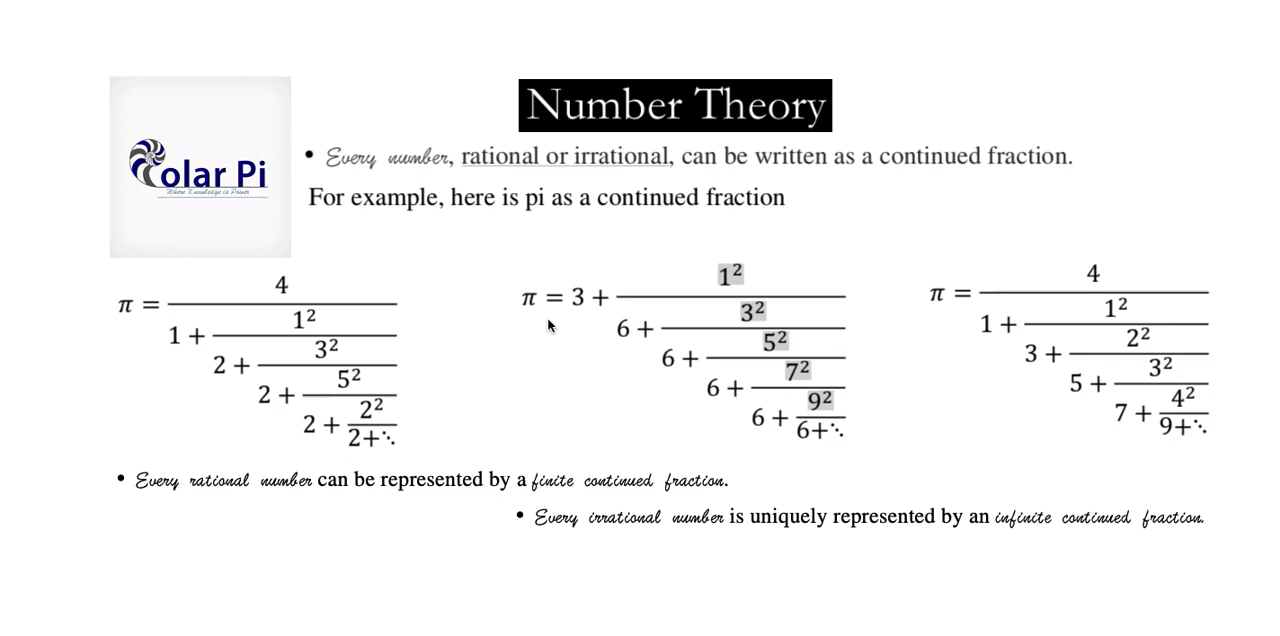 Number Theory
olar Pi
Where Knowledge is Power
• Every number, rational or irrational, can be written as a continued fraction.
For example, here is pi as a continued fraction
π = 4
1 + 1²
2 + 3²
2 + 5²
2 + 2²
2+⋱
π = 3 + 1²
6 + 3²
6 + 5²
6 + 7²
6 + 9²
6+⋱
π = 4
1 + 1²
3 + 2²
5 + 3²
7 + 4²
9+⋱
• Every rational number can be represented by a finite continued fraction.
• Every irrational number is uniquely represented by an infinite continued fraction.